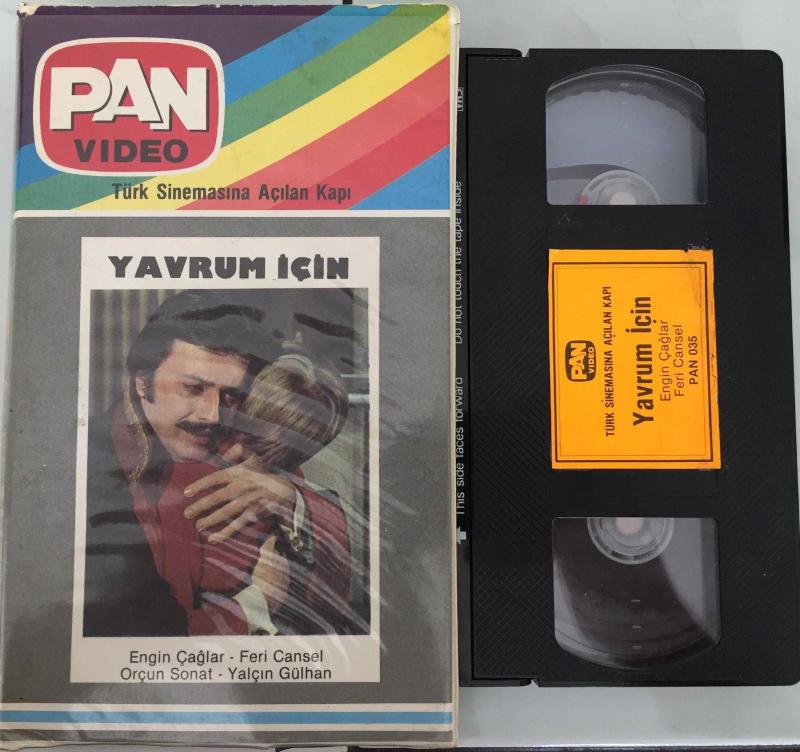 PAN
VIDEO
Türk Sinemasına Açılan Kapı
YAVRUM İÇİN
Engin Çağlar - Feri Cansel
Orçun Sonat - Yalçın Gülhan
This side faces forward
Do not touch the tape inside
VHS
PAN
VIDEO
TÜRK SİNEMASINA AÇILAN KAPI
Yavrum İçin
Engin Çağlar
Feri Cansel
PAN 035